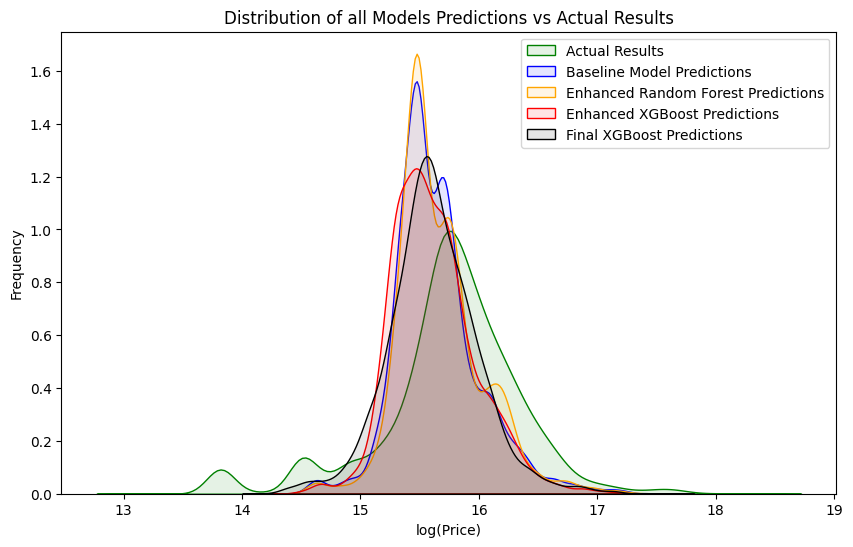 Distribution of all Models Predictions vs Actual Results
Actual Results
Baseline Model Predictions
Enhanced Random Forest Predictions
Enhanced XGBoost Predictions
Final XGBoost Predictions
Frequency
1.6
1.4
1.2
1.0
0.8
0.6
0.4
0.2
0.0
13 14 15 16 17 18 19
log(Price)